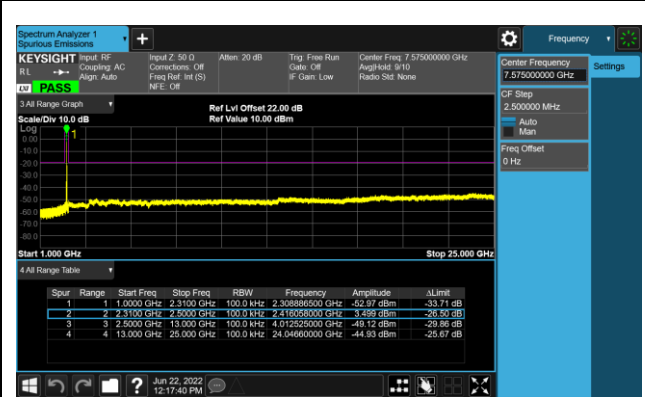 Spectrum Analyzer 1
Spurious Emissions
Frequency
KEYSIGHT
R L
PASS
Input: RF
Coupling: AC
Align: Auto
Input Z: 50 Ω
Corrections: Off
Freq Ref: Int (S)
NFE: Off
Atten: 20 dB
Trig: Free Run
Gate: Off
IF Gain: Low
Center Freq: 7.575000000 GHz
Avg|Hold: 9/10
Radio Std: None
Center Frequency
7.575000000 GHz
Settings
CF Step
2.500000 MHz
Auto
Man
Freq Offset
0 Hz
3 All Range Graph
Scale/Div 10.0 dB
Ref Lvl Offset 22.00 dB
Ref Value 10.00 dBm
Log
1
0.00
-10.0
-20.0
-30.0
-40.0
-50.0
-60.0
-70.0
-80.0
Start 1.000 GHz
Stop 25.000 GHz
4 All Range Table
Spur Range Start Freq Stop Freq RBW Frequency Amplitude ΔLimit
1 1 1.0000 GHz 2.3100 GHz 100.0 kHz 2.308886500 GHz -52.97 dBm -33.71 dB
2 2 2.3100 GHz 2.5000 GHz 100.0 kHz 2.416058000 GHz 3.499 dBm -26.50 dB
3 3 2.5000 GHz 13.000 GHz 100.0 kHz 4.012525000 GHz -49.12 dBm -29.86 dB
4 4 13.000 GHz 25.000 GHz 100.0 kHz 24.04660000 GHz -44.93 dBm -25.67 dB
Jun 22, 2022
12:17:40 PM